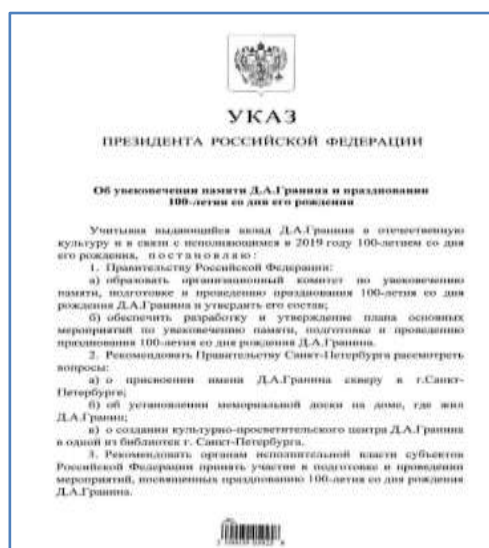 УКАЗ
ПРЕЗИДЕНТА РОССИЙСКОЙ ФЕДЕРАЦИИ
Об увековечении памяти Д.А.Гранина и праздновании
100-летия со дня его рождения
Учитывая выдающийся вклад Д.А.Гранина в отечественную
культуру и в связи с исполняющимся в 2019 году 100-летием со дня
его рождения, постановляю:
1. Правительству Российской Федерации:
а) образовать организационный комитет по увековечению
памяти, подготовке и проведению празднования 100-летия со дня
рождения Д.А.Гранина и утвердить его состав;
б) обеспечить разработку и утверждение плана основных
мероприятий по увековечению памяти, подготовке и проведению
празднования 100-летия со дня рождения Д.А.Гранина.
2. Рекомендовать Правительству Санкт-Петербурга рассмотреть
вопросы:
а) о присвоении имени Д.А.Гранина скверу в г.Санкт-
Петербурге;
б) об установлении мемориальной доски на доме, где жил
Д.А.Гранин;
в) о создании культурно-просветительского центра Д.А.Гранина
в одной из библиотек г. Санкт-Петербурга.
3. Рекомендовать органам исполнительной власти субъектов
Российской Федерации принять участие в подготовке и проведении
мероприятий, посвященных празднованию 100-летия со дня рождения
Д.А.Гранина.